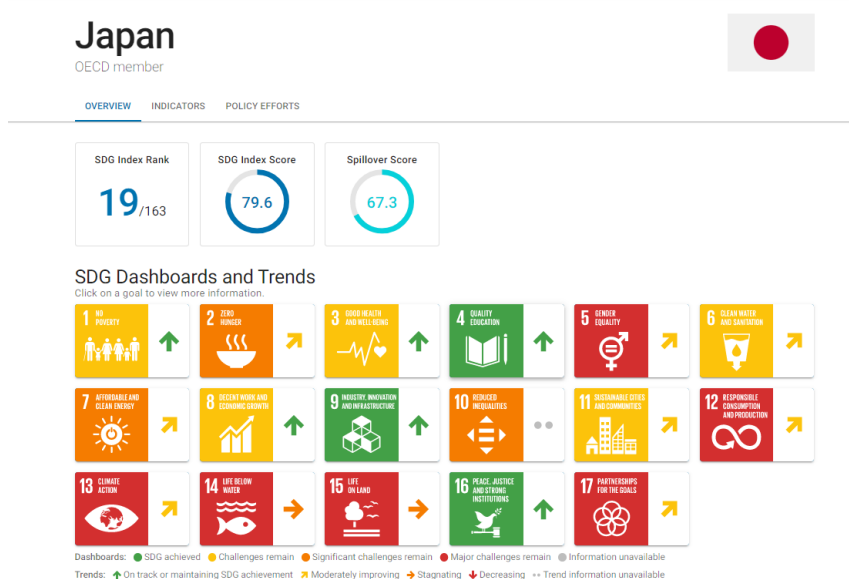 Japan
OECD member
OVERVIEW INDICATORS POLICY EFFORTS
SDG Index Rank SDG Index Score Spillover Score
19/163 79.6 67.3
SDG Dashboards and Trends
Click on a goal to view more information.
1 NO
POVERTY
2 ZERO
HUNGER
3 GOOD HEALTH
AND WELL-BEING
4 QUALITY
EDUCATION
5 GENDER
EQUALITY
6 CLEAN WATER
AND SANITATION
7 AFFORDABLE AND
CLEAN ENERGY
8 DECENT WORK AND
ECONOMIC GROWTH
9 INDUSTRY, INNOVATION
AND INFRASTRUCTURE
10 REDUCED
INEQUALITIES
11 SUSTAINABLE CITIES
AND COMMUNITIES
12 RESPONSIBLE
CONSUMPTION
AND PRODUCTION
13 CLIMATE
ACTION
14 LIFE BELOW
WATER
15 LIFE
ON LAND
16 PEACE, JUSTICE
AND STRONG
INSTITUTIONS
17 PARTNERSHIPS
FOR THE GOALS
Dashboards: SDG achieved Challenges remain Significant challenges remain Major challenges remain Information unavailable
Trends: On track or maintaining SDG achievement Moderately improving Stagnating Decreasing Trend information unavailable